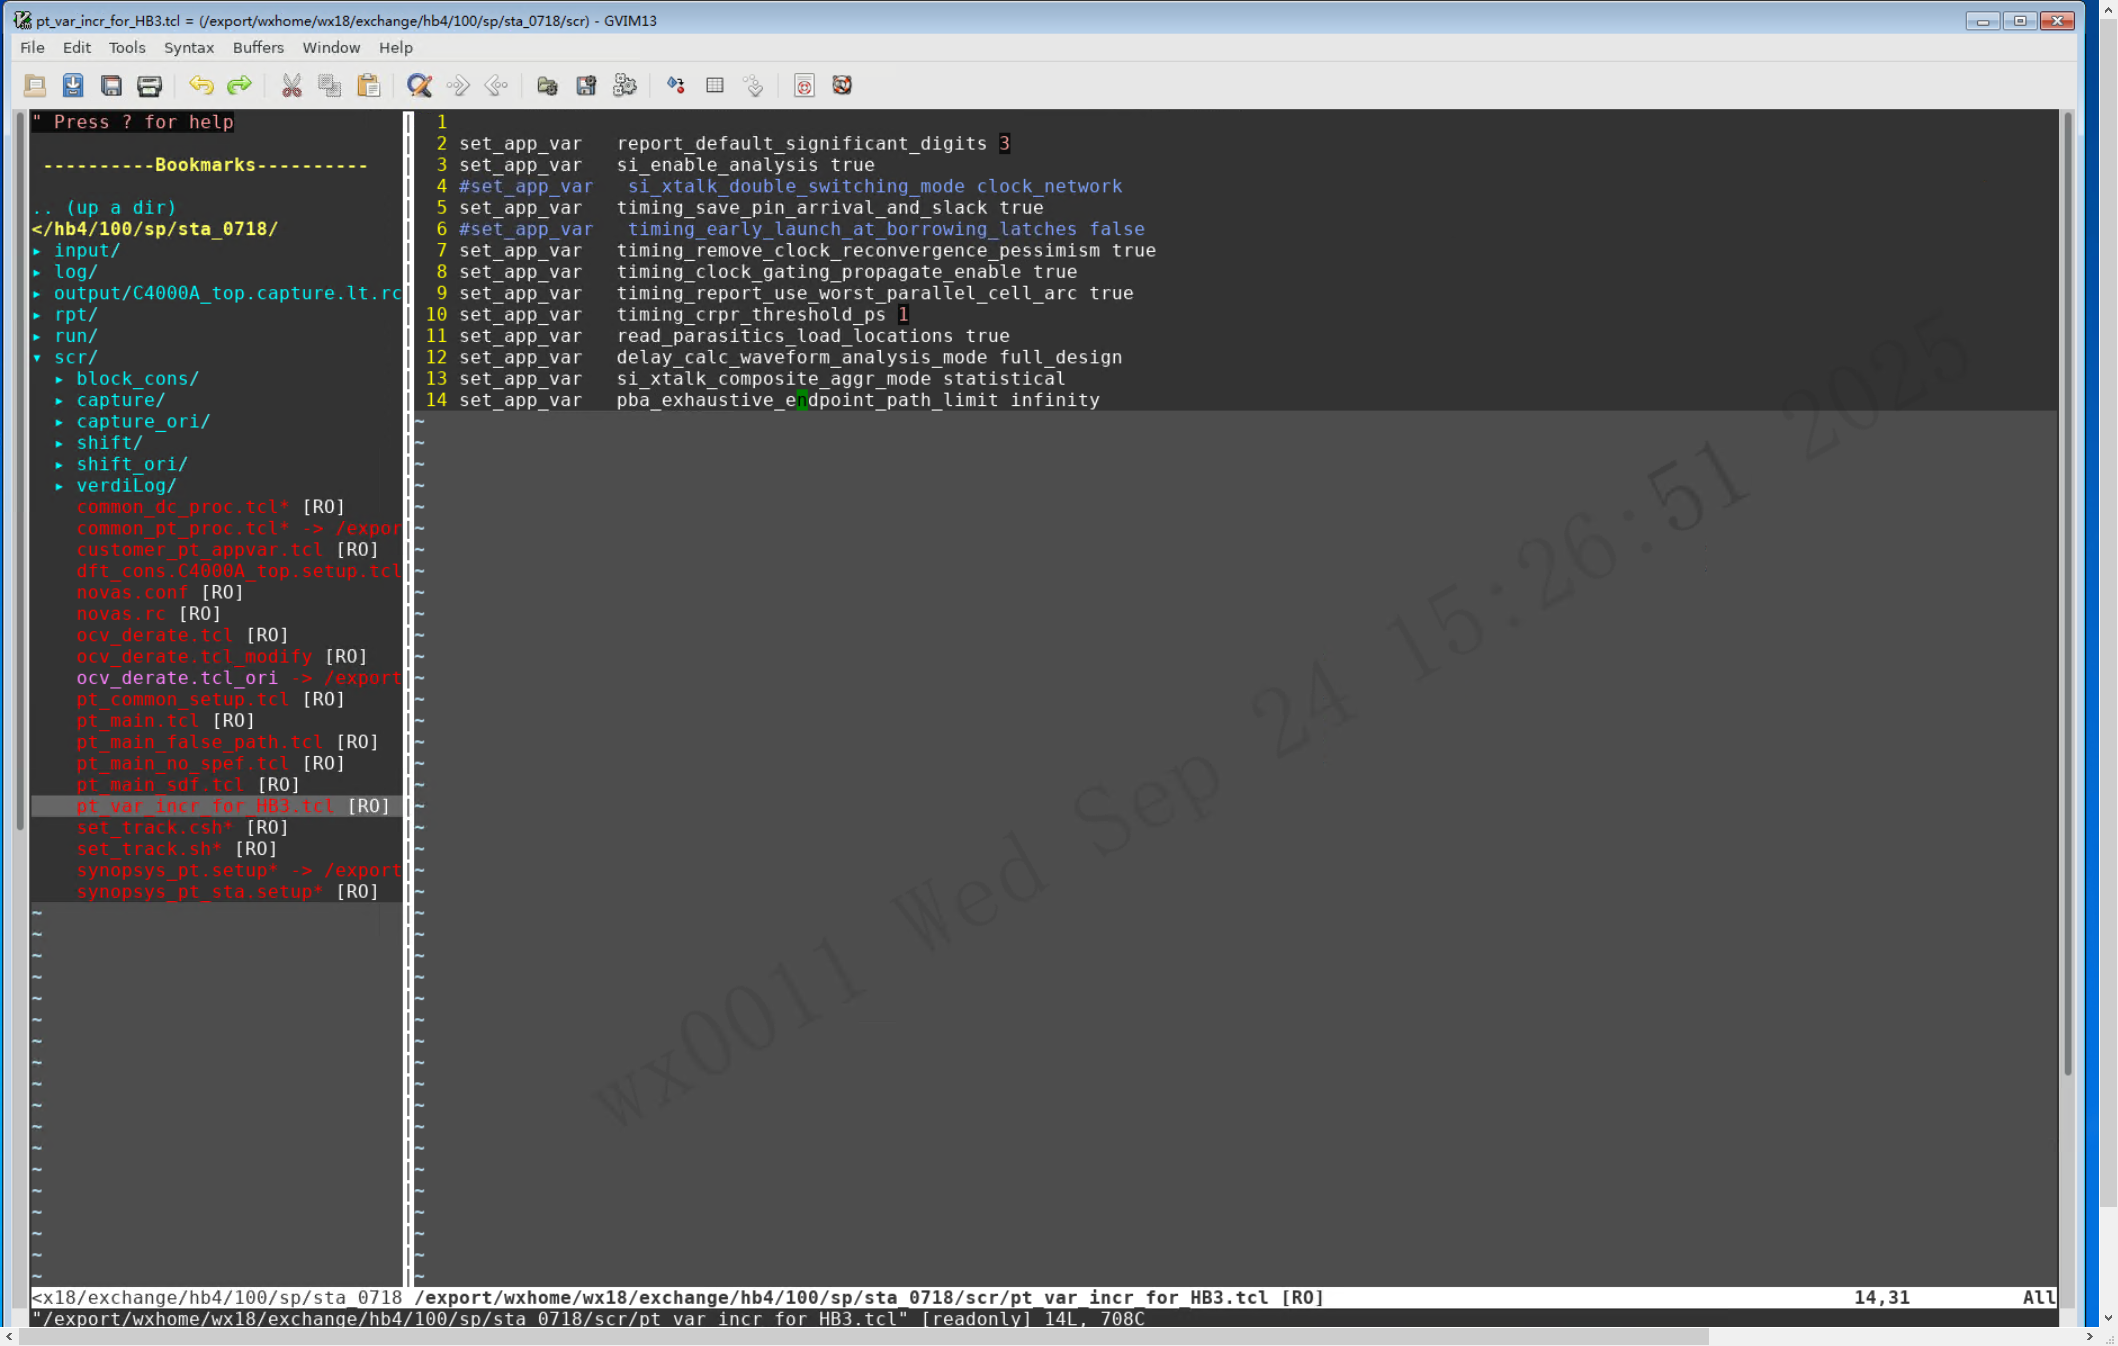 pt_var_incr_for_HB3.tcl = (/export/wxhome/wx18/exchange/hb4/100/sp/sta_0718/scr) - GVIM13
File Edit Tools Syntax Buffers Window Help
" Press ? for help
----------Bookmarks----------
.. (up a dir)
</hb4/100/sp/sta_0718/
▸ input/
▸ log/
▸ output/C4000A_top.capture.lt.rc
▸ rpt/
▸ run/
▾ scr/
▸ block_cons/
▸ capture/
▸ capture_ori/
▸ shift/
▸ shift_ori/
▸ verdiLog/
common_dc_proc.tcl* [RO]
common_pt_proc.tcl* -> /expor
customer_pt_appvar.tcl [RO]
dft_cons.C4000A_top.setup.tcl
novas.conf [RO]
novas.rc [RO]
ocv_derate.tcl [RO]
ocv_derate.tcl_modify [RO]
ocv_derate.tcl_ori -> /export
pt_common_setup.tcl [RO]
pt_main.tcl [RO]
pt_main_false_path.tcl [RO]
pt_main_no_spef.tcl [RO]
pt_main_sdf.tcl [RO]
pt_var_incr_for_HB3.tcl [RO]
set_track.csh* [RO]
set_track.sh* [RO]
synopsys_pt.setup* -> /export
synopsys_pt_sta.setup* [RO]
1
2 set_app_var   report_default_significant_digits 3
3 set_app_var   si_enable_analysis true
4 #set_app_var   si_xtalk_double_switching_mode clock_network
5 set_app_var   timing_save_pin_arrival_and_slack true
6 #set_app_var   timing_early_launch_at_borrowing_latches false
7 set_app_var   timing_remove_clock_reconvergence_pessimism true
8 set_app_var   timing_clock_gating_propagate_enable true
9 set_app_var   timing_report_use_worst_parallel_cell_arc true
10 set_app_var   timing_crpr_threshold_ps 1
11 set_app_var   read_parasitics_load_locations true
12 set_app_var   delay_calc_waveform_analysis_mode full_design
13 set_app_var   si_xtalk_composite_aggr_mode statistical
14 set_app_var   pba_exhaustive_endpoint_path_limit infinity
wx0011 Wed Sep 24 15:26:51 2025
<x18/exchange/hb4/100/sp/sta_0718 /export/wxhome/wx18/exchange/hb4/100/sp/sta_0718/scr/pt_var_incr_for_HB3.tcl [RO] 14,31 All
"/export/wxhome/wx18/exchange/hb4/100/sp/sta_0718/scr/pt_var_incr_for_HB3.tcl" [readonly] 14L, 708C